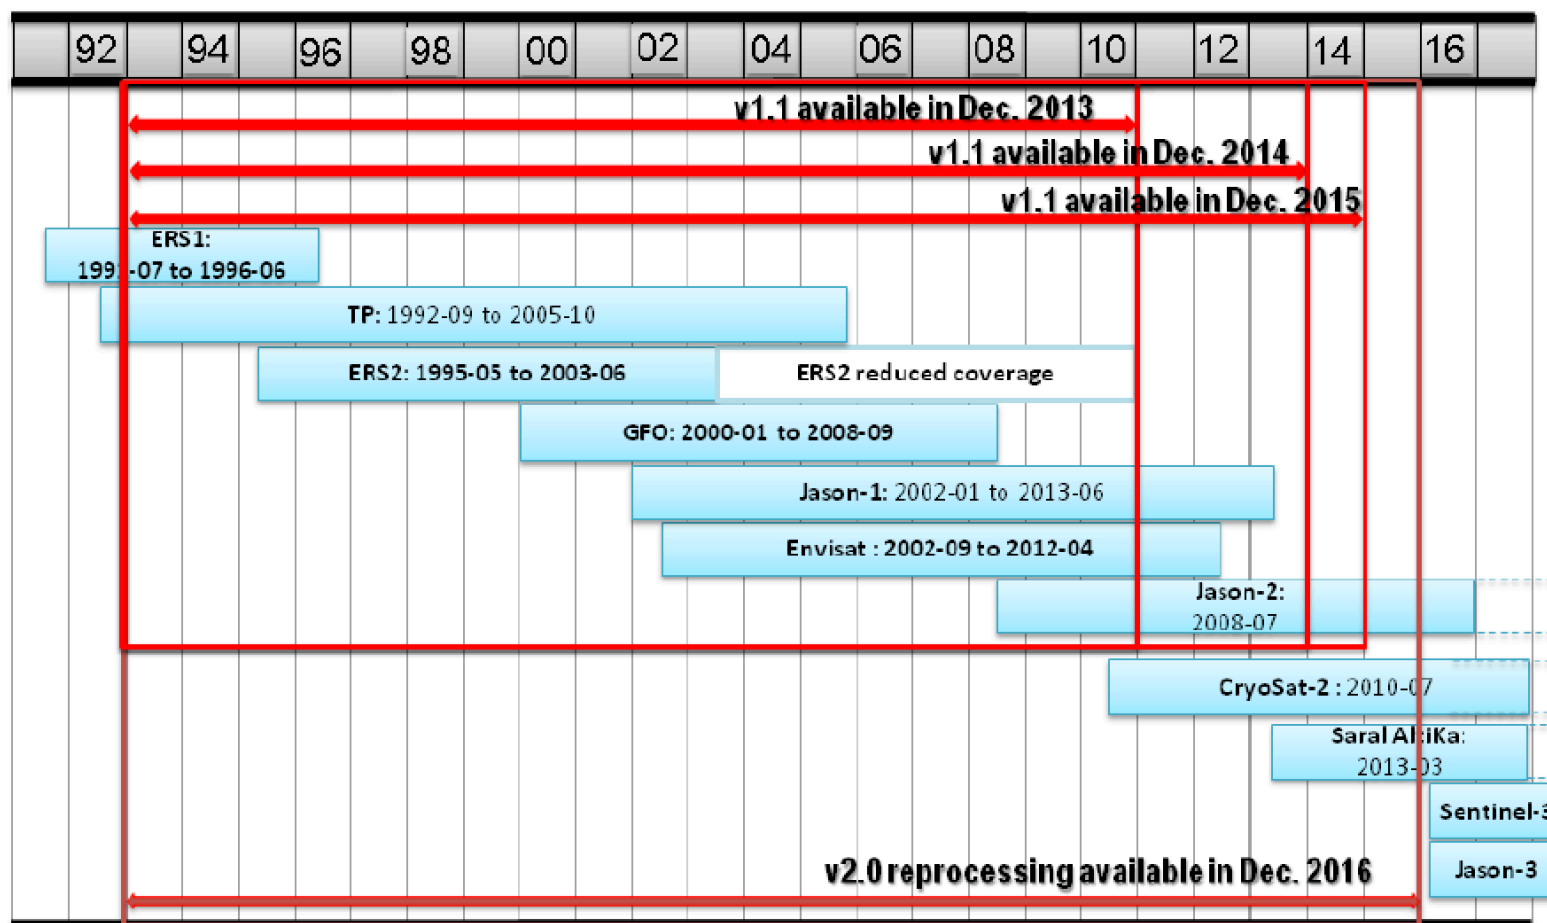 92 94 96 98 00 02 04 06 08 10 12 14 16
v1.1 available in Dec. 2013
v1.1 available in Dec. 2014
v1.1 available in Dec. 2015
ERS1:
1991-07 to 1996-06
TP: 1992-09 to 2005-10
ERS2: 1995-05 to 2003-06 ERS2 reduced coverage
GFO: 2000-01 to 2008-09
Jason-1: 2002-01 to 2013-06
Envisat : 2002-09 to 2012-04
Jason-2:
2008-07
CryoSat-2 : 2010-07
Saral AltiKa:
2013-03
Sentinel-3
Jason-3
v2.0 reprocessing available in Dec. 2016